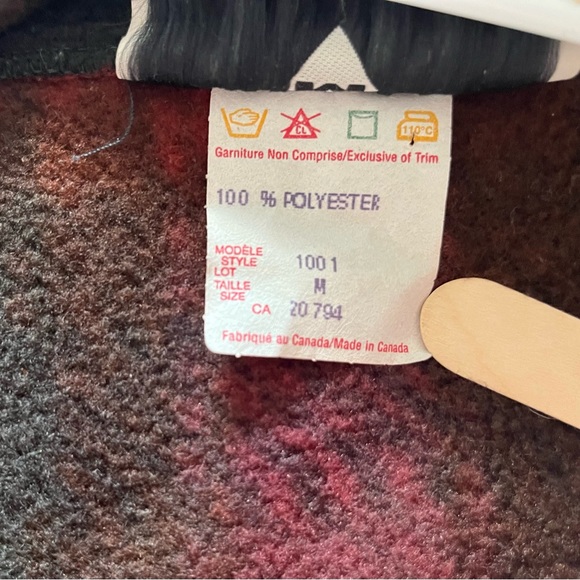 CL
110°C
Garniture Non Comprise/Exclusive of Trim
100 % POLYESTER
MODÈLE
STYLE 1001
LOT
TAILLE M
SIZE
CA 20794
Fabriqué au Canada/Made in Canada